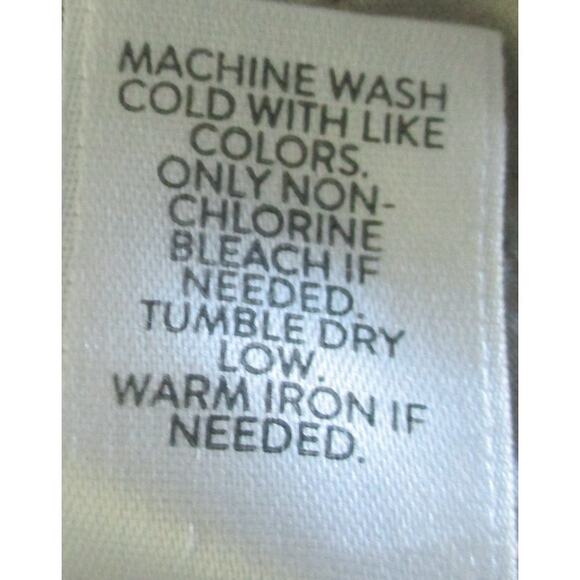 MACHINE WASH
COLD WITH LIKE
COLORS.
ONLY NON-
CHLORINE
BLEACH IF
NEEDED.
TUMBLE DRY
LOW.
WARM IRON IF
NEEDED.